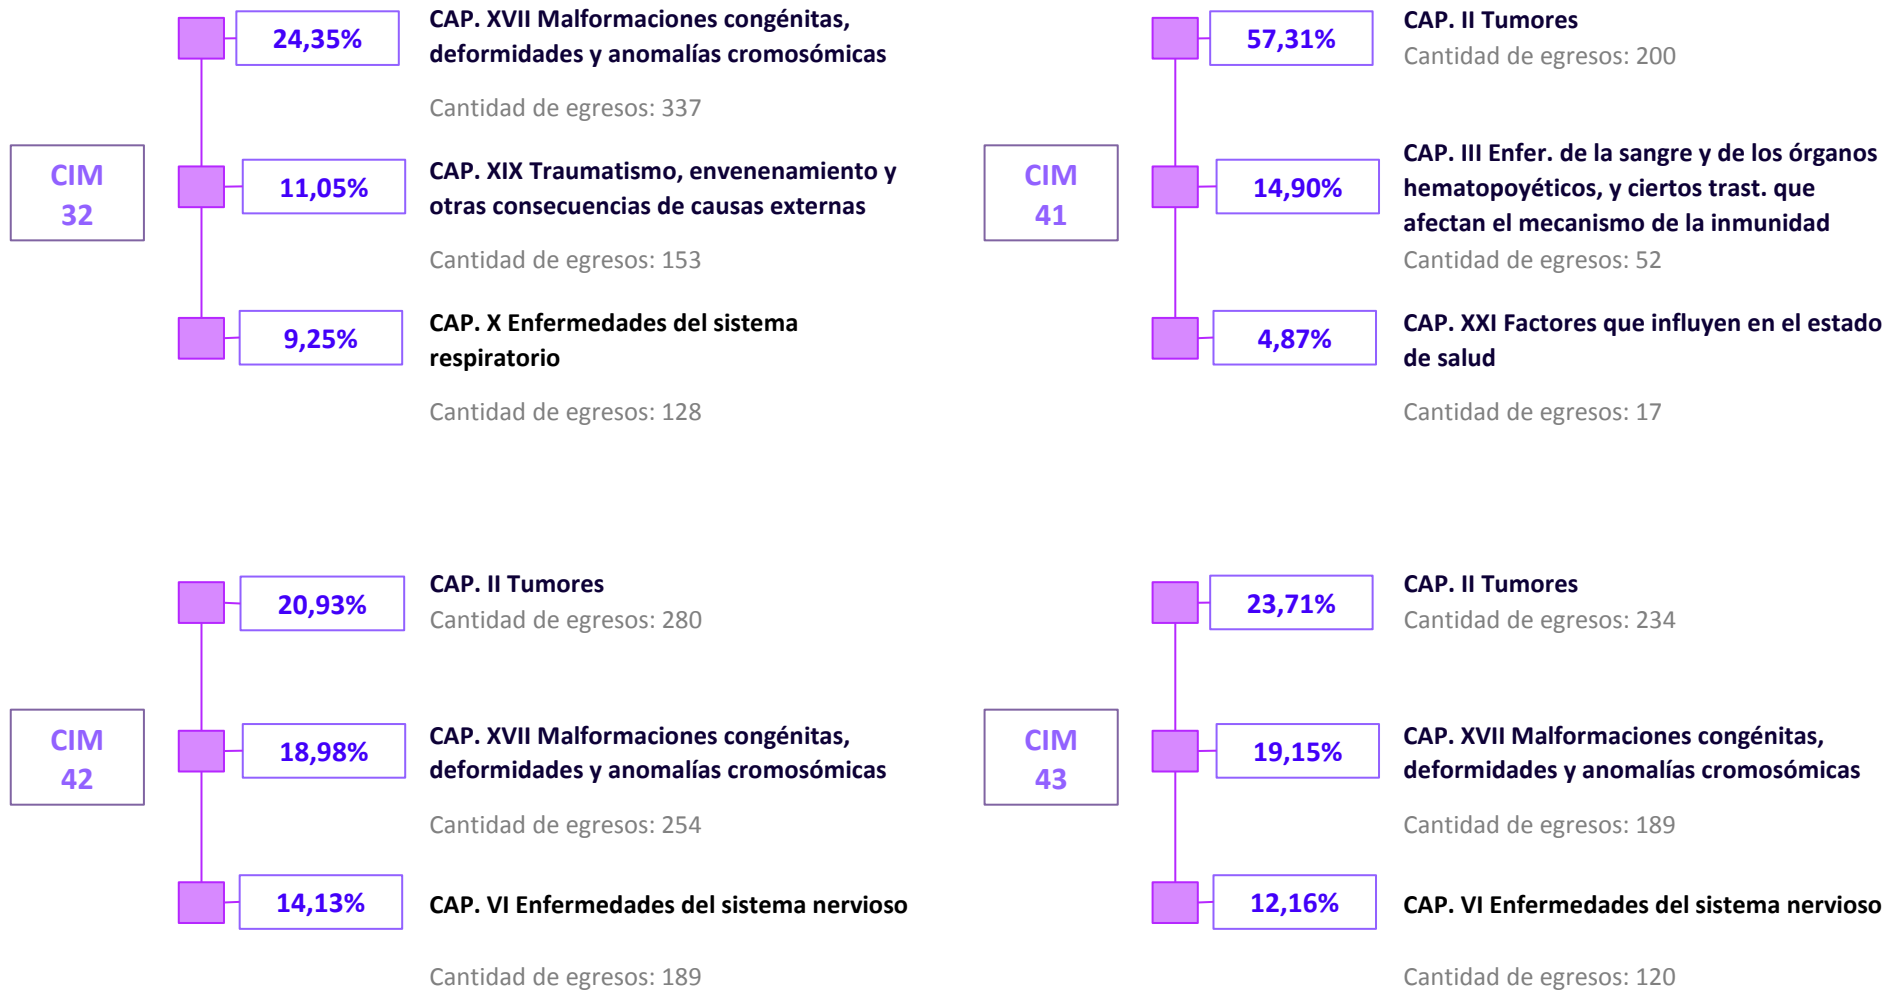 CIM
32
24,35%
CAP. XVII Malformaciones congénitas,
deformidades y anomalías cromosómicas
Cantidad de egresos: 337
11,05%
CAP. XIX Traumatismo, envenenamiento y
otras consecuencias de causas externas
Cantidad de egresos: 153
9,25%
CAP. X Enfermedades del sistema
respiratorio
Cantidad de egresos: 128
CIM
41
57,31%
CAP. II Tumores
Cantidad de egresos: 200
14,90%
CAP. III Enfer. de la sangre y de los órganos
hematopoyéticos, y ciertos trast. que
afectan el mecanismo de la inmunidad
Cantidad de egresos: 52
4,87%
CAP. XXI Factores que influyen en el estado
de salud
Cantidad de egresos: 17
CIM
42
20,93%
CAP. II Tumores
Cantidad de egresos: 280
18,98%
CAP. XVII Malformaciones congénitas,
deformidades y anomalías cromosómicas
Cantidad de egresos: 254
14,13%
CAP. VI Enfermedades del sistema nervioso
Cantidad de egresos: 189
CIM
43
23,71%
CAP. II Tumores
Cantidad de egresos: 234
19,15%
CAP. XVII Malformaciones congénitas,
deformidades y anomalías cromosómicas
Cantidad de egresos: 189
12,16%
CAP. VI Enfermedades del sistema nervioso
Cantidad de egresos: 120